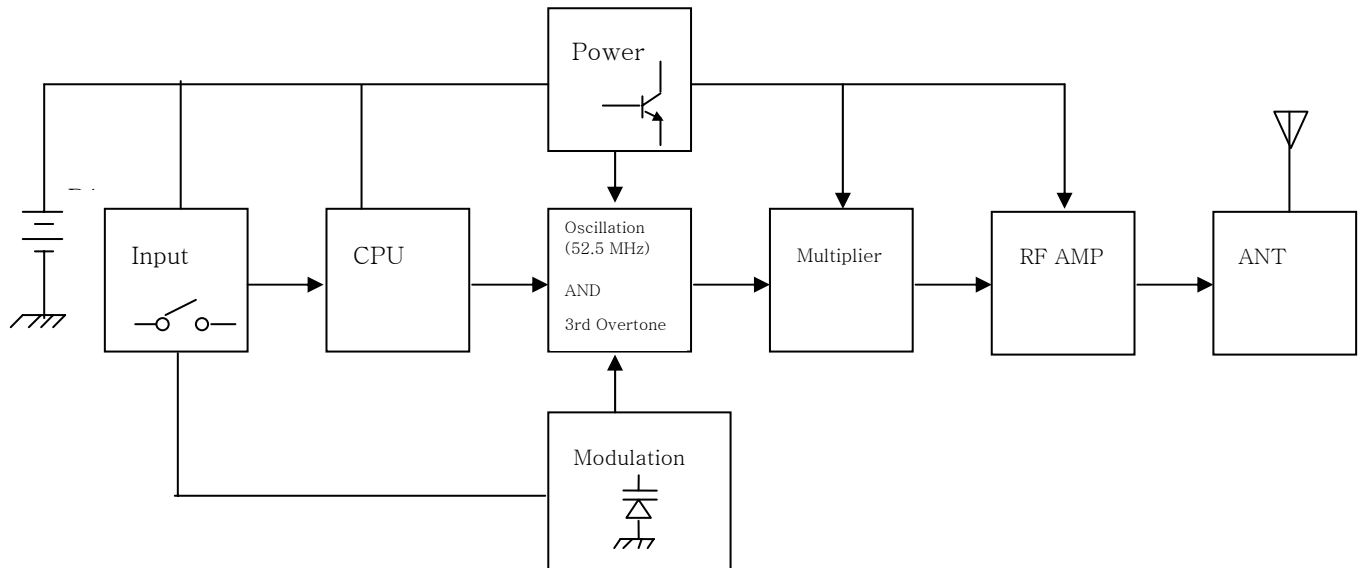 Power
Input
CPU
Oscillation
(52.5 MHz)
AND
3rd Overtone
Multiplier
RF AMP
ANT
Modulation